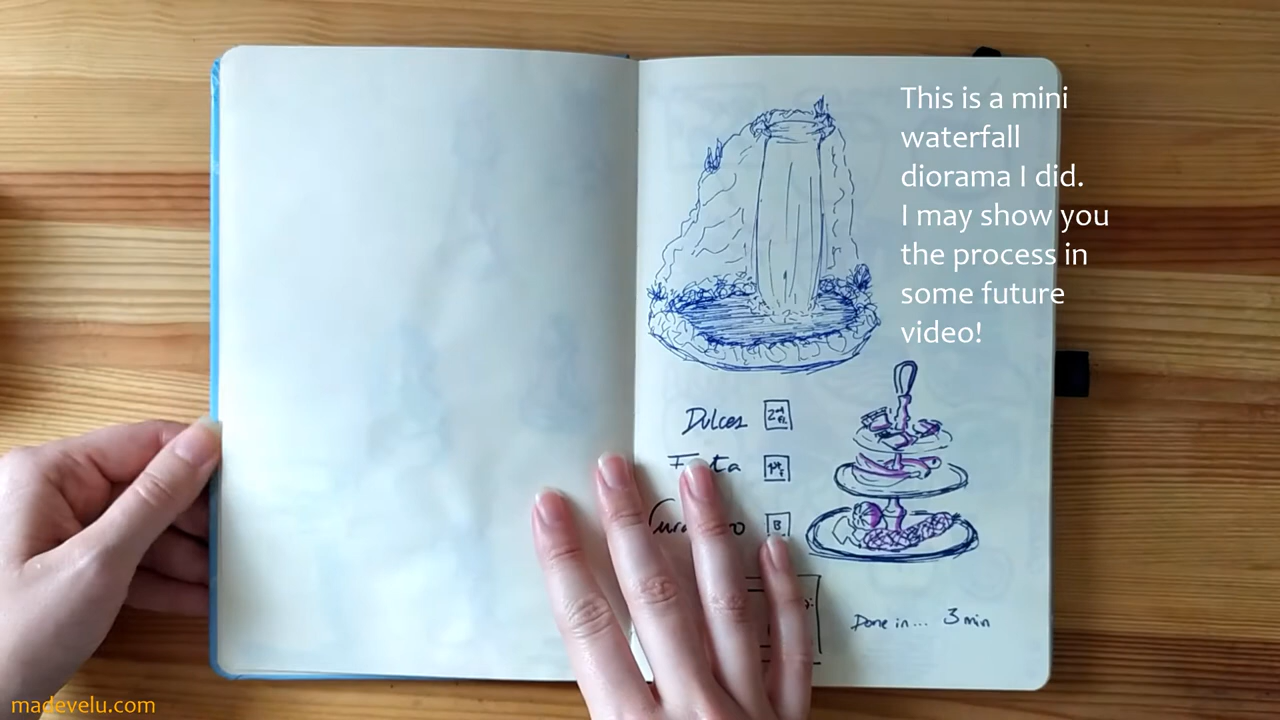 This is a mini
waterfall
diorama I did.
I may show you
the process in
some future
video!
Dulces
2nd
B
Done in... 3 min
madevelu.com